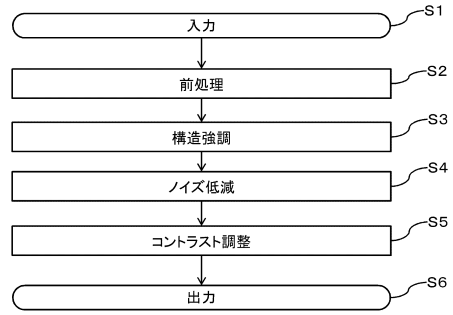 入力 S1
前処理 S2
構造強調 S3
ノイズ低減 S4
コントラスト調整 S5
出力 S6